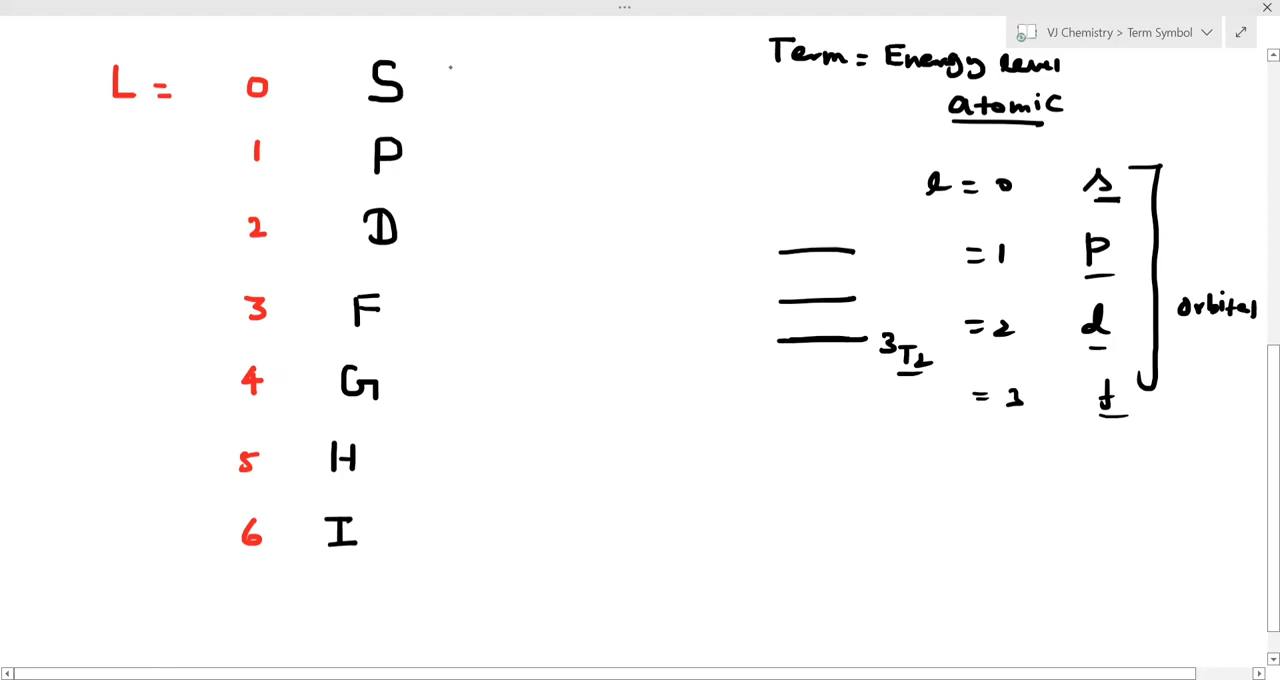 VJ Chemistry > Term Symbol
Term = Energy level
atomic
L = 0 S
1 P
2 D
3 F
4 G
5 H
6 I
l = 0 s
= 1 p
= 2 d
= 3 f
orbital